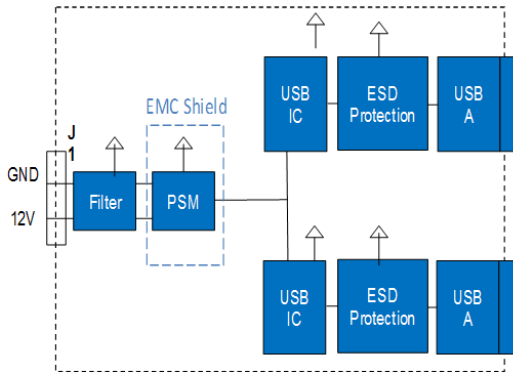 USB
IC
ESD
Protection
USB
A
EMC Shield
J
1
GND
12V
Filter
PSM
USB
IC
ESD
Protection
USB
A